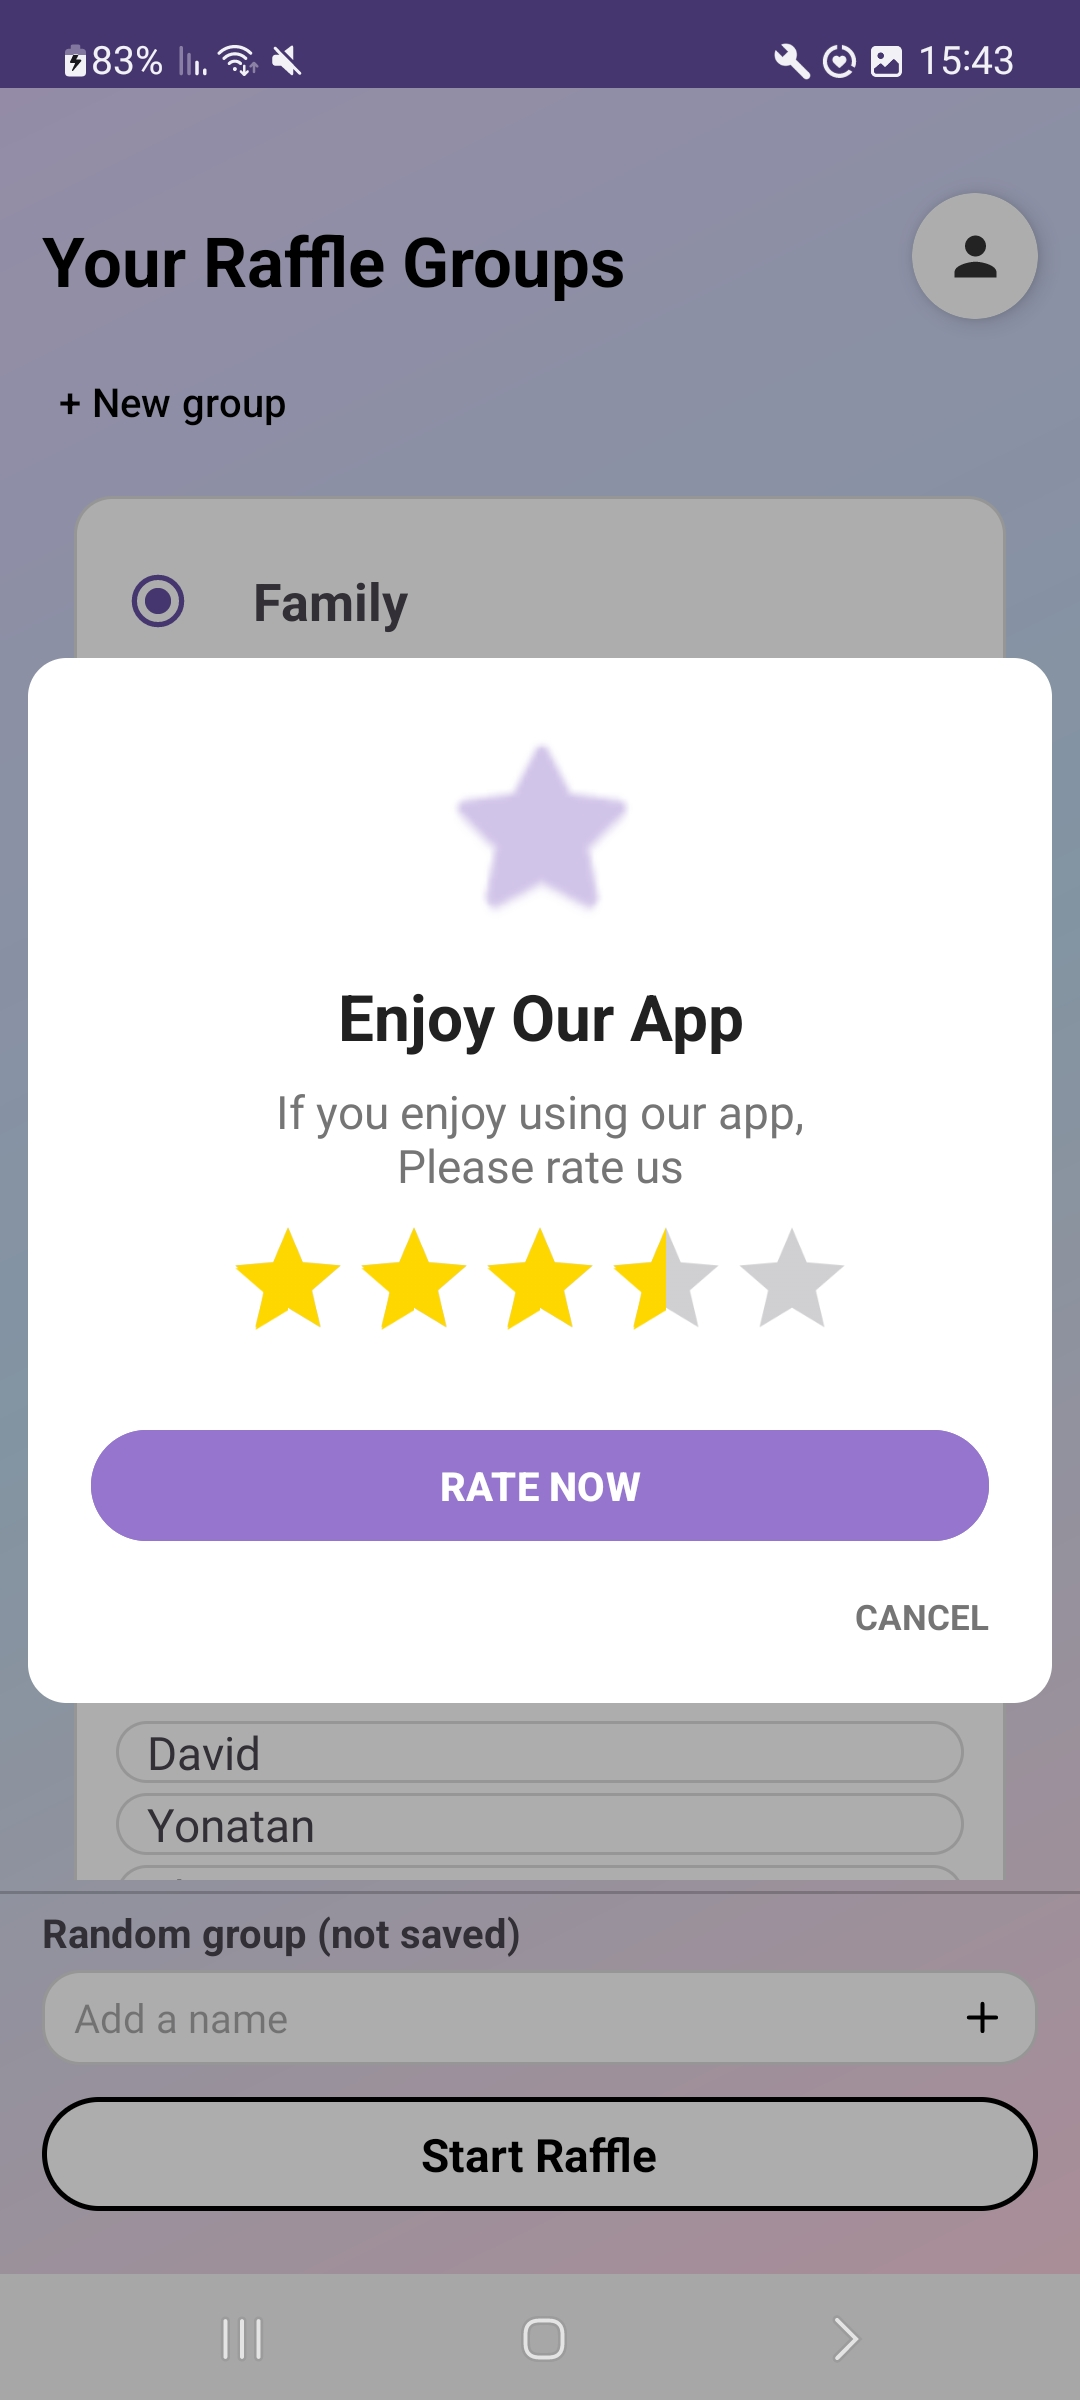 83%
15:43
Your Raffle Groups
+ New group
Family
Enjoy Our App
If you enjoy using our app,
Please rate us
RATE NOW
CANCEL
David
Yonatan
Random group (not saved)
Add a name
Start Raffle